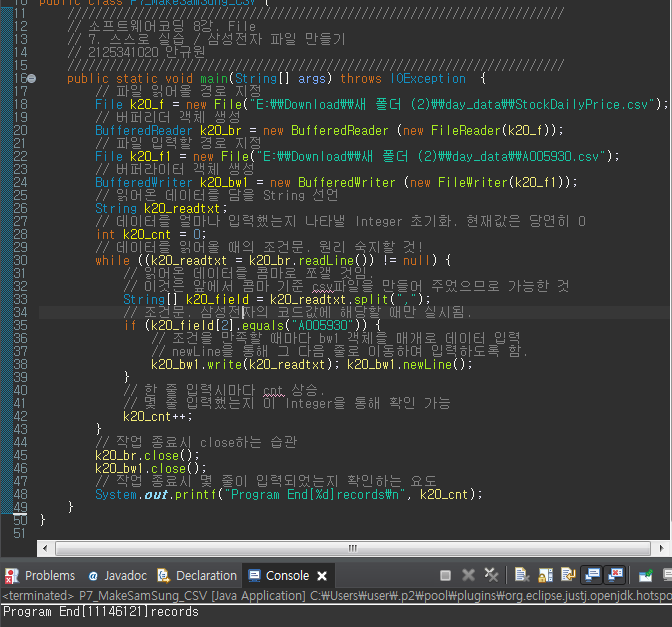 10 public class P7_MakeSamSung_CSV {
11 ////////////////////////////////////////////////////////////////
12 // 소프트웨어코딩 8강, File
13 // 7. 스스로 실습 / 삼성전자 파일 만들기
14 // 2125341020 안규원
15 ////////////////////////////////////////////////////////////////
16 public static void main(String[] args) throws IOException {
17 // 파일 읽어올 경로 지정
18 File k20_f = new File("E:₩₩Download₩₩새 폴더 (2)₩₩day_data₩₩StockDailyPrice.csv");
19 // 버퍼리더 객체 생성
20 BufferedReader k20_br = new BufferedReader (new FileReader(k20_f));
21 // 파일 입력할 경로 지정
22 File k20_f1 = new File("E:₩₩Download₩₩새 폴더 (2)₩₩day_data₩₩A005930.csv");
23 // 버퍼라이터 객체 생성
24 BufferedWriter k20_bw1 = new BufferedWriter (new FileWriter(k20_f1));
25 // 읽어온 데이터를 담을 String 선언
26 String k20_readtxt;
27 // 데이터를 얼마나 입력했는지 나타낼 Integer 초기화. 현재값은 당연히 0
28 int k20_cnt = 0;
29 // 데이터를 읽어올 때의 조건문. 원리 숙지할 것!
30 while ((k20_readtxt = k20_br.readLine()) != null) {
31 // 읽어온 데이터를 콤마로 쪼갤 것임.
32 // 이것은 앞에서 콤마 기준 csv파일을 만들어 주었으므로 가능한 것
33 String[] k20_field = k20_readtxt.split(",");
34 // 조건문. 삼성전자의 코드값에 해당할 때만 실시됨.
35 if (k20_field[2].equals("A005930")) {
36 // 조건을 만족할 때마다 bw1 객체를 매개로 데이터 입력
37 // newLine을 통해 그 다음 줄로 이동하며 입력하도록 함.
38 k20_bw1.write(k20_readtxt); k20_bw1.newLine();
39 }
40 // 한 줄 입력시마다 cnt 상승.
41 // 몇 줄 입력했는지 이 Integer을 통해 확인 가능
42 k20_cnt++;
43 }
44 // 작업 종료시 close하는 습관
45 k20_br.close();
46 k20_bw1.close();
47 // 작업 종료시 몇 줄이 입력되었는지 확인하는 요도
48 System.out.printf("Program End[%d]records₩n", k20_cnt);
49 }
50 }
51
Problems @ Javadoc Declaration Console
<terminated> P7_MakeSamSung_CSV [Java Application] C:₩Users₩user₩.p2₩pool₩plugins₩org.eclipse.justj.openjdk.hotspo
Program End[11146121]records